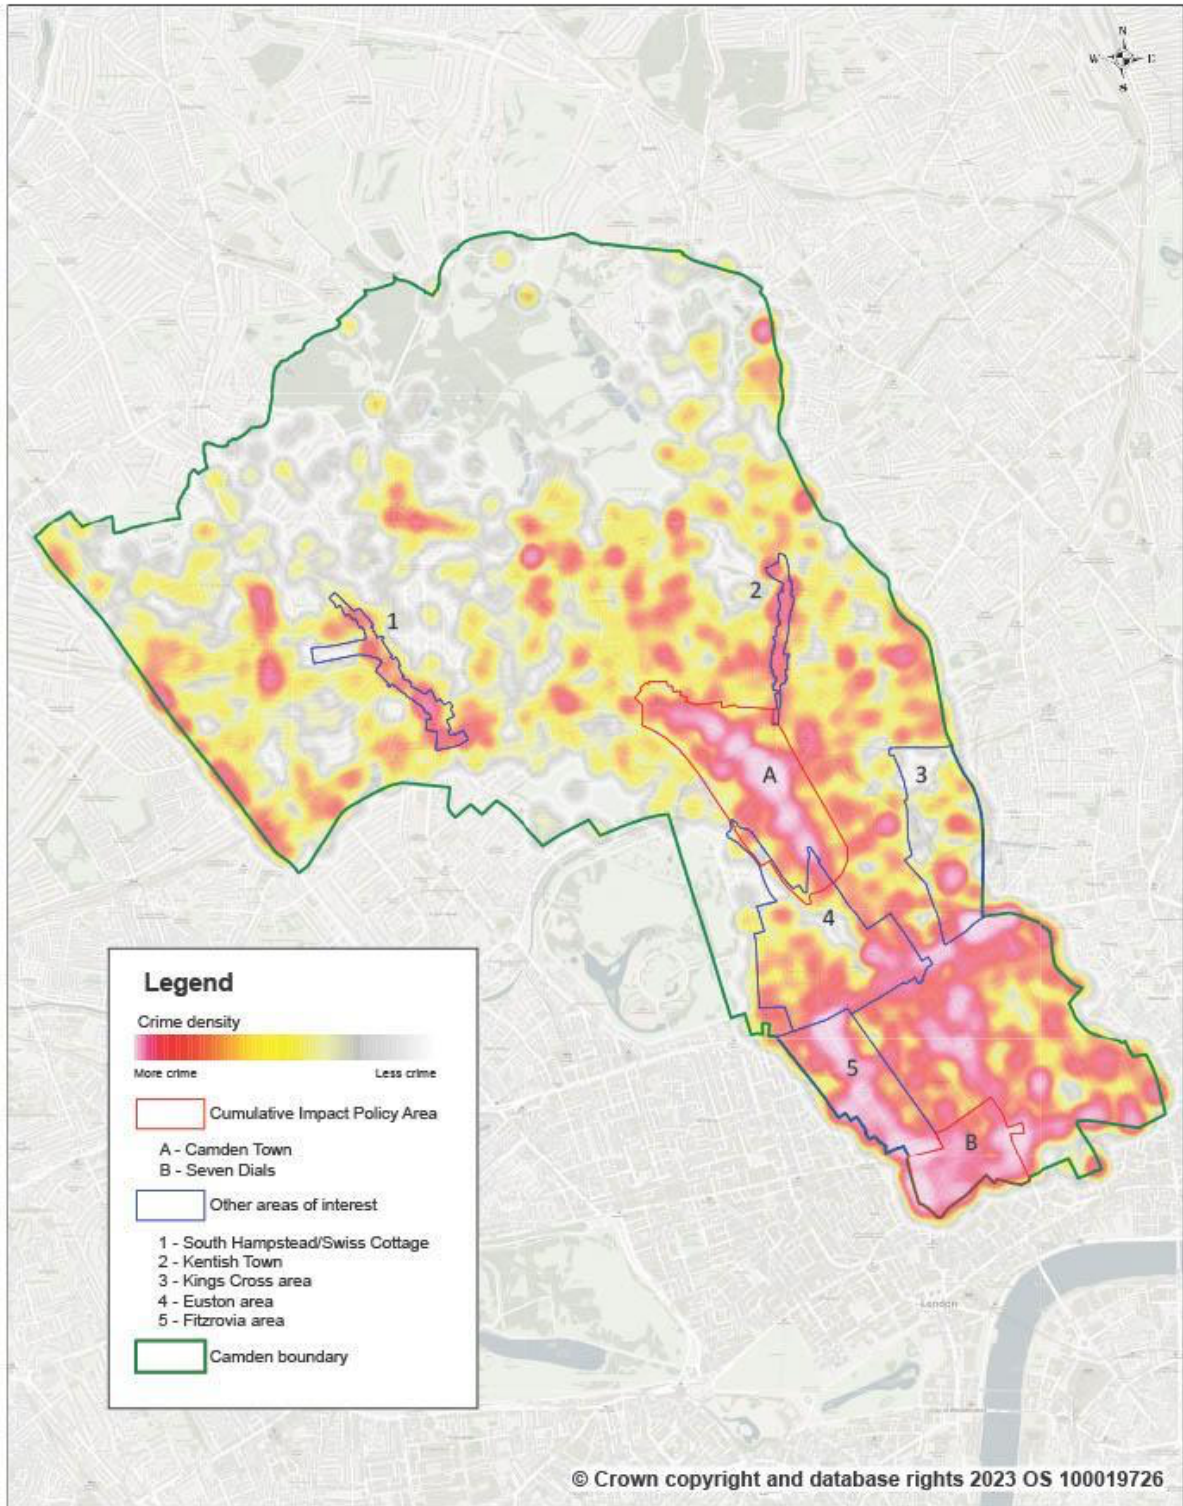 N
W E
S
1
2
A
3
4
5
B
Legend
Crime density
More crime Less crime
Cumulative Impact Policy Area
A - Camden Town
B - Seven Dials
Other areas of interest
1 - South Hampstead/Swiss Cottage
2 - Kentish Town
3 - Kings Cross area
4 - Euston area
5 - Fitzrovia area
Camden boundary
London
© Crown copyright and database rights 2023 OS 100019726